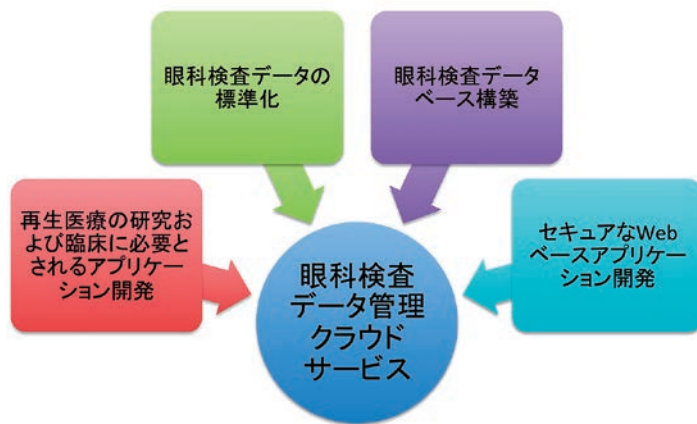 眼科検査データの
標準化
眼科検査データ
ベース構築
再生医療の研究お
よび臨床に必要と
されるアプリケー
ション開発
セキュアなWeb
ベースアプリケー
ション開発
眼科検査
データ管理
クラウド
サービス